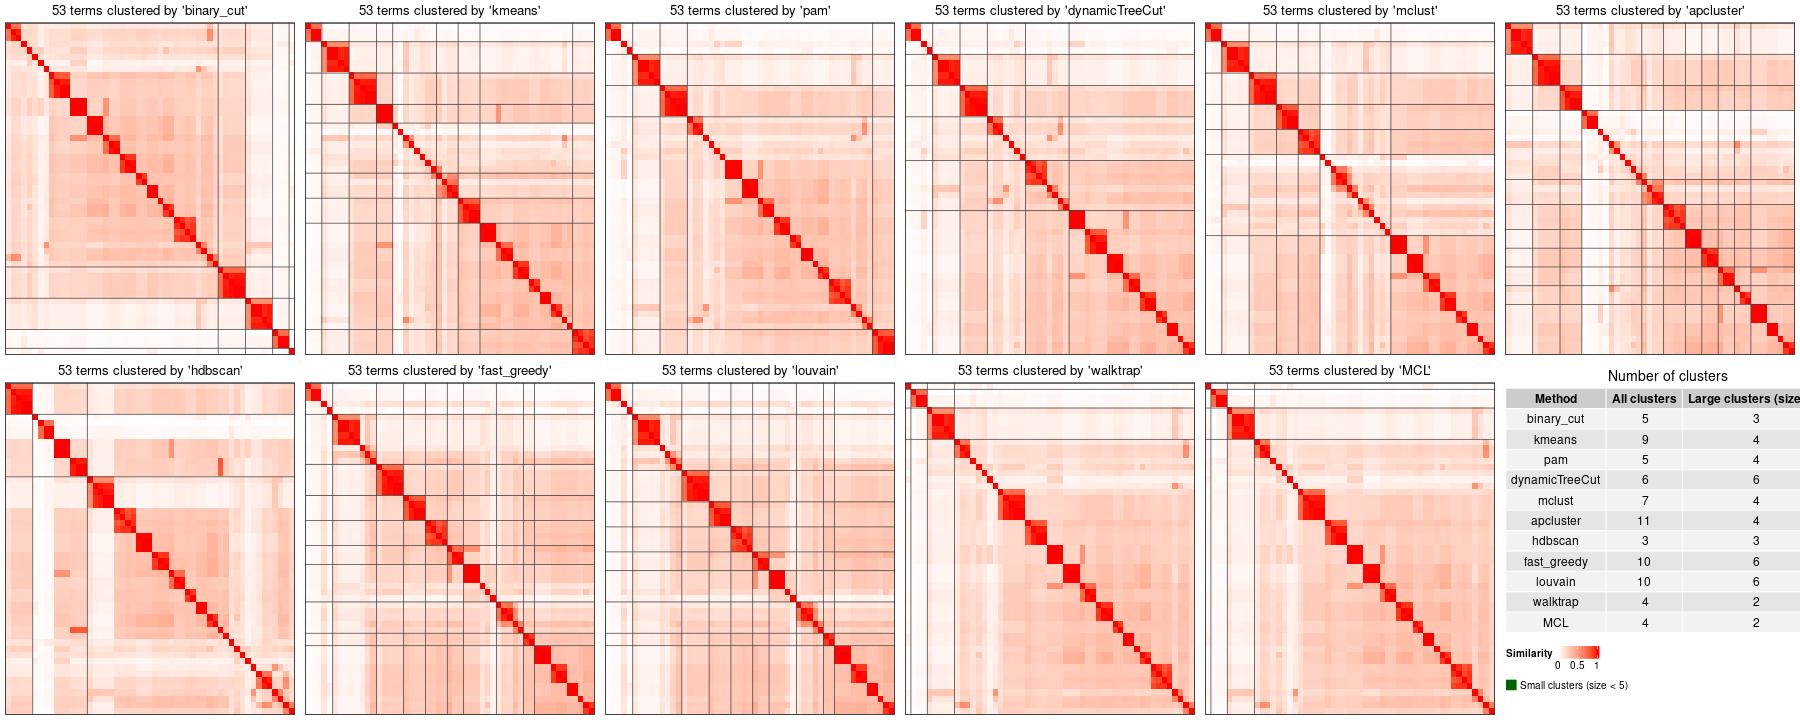 53 terms clustered by 'binary_cut'
53 terms clustered by 'kmeans'
53 terms clustered by 'pam'
53 terms clustered by 'dynamicTreeCut'
53 terms clustered by 'mclust'
53 terms clustered by 'apcluster'
53 terms clustered by 'hdbscan'
53 terms clustered by 'fast_greedy'
53 terms clustered by 'louvain'
53 terms clustered by 'walktrap'
53 terms clustered by 'MCL'
Number of clusters
Method All clusters Large clusters (size
binary_cut 5 3
kmeans 9 4
pam 5 4
dynamicTreeCut 6 6
mclust 7 4
apcluster 11 4
hdbscan 3 3
fast_greedy 10 6
louvain 10 6
walktrap 4 2
MCL 4 2
Similarity
0 0.5 1
Small clusters (size < 5)